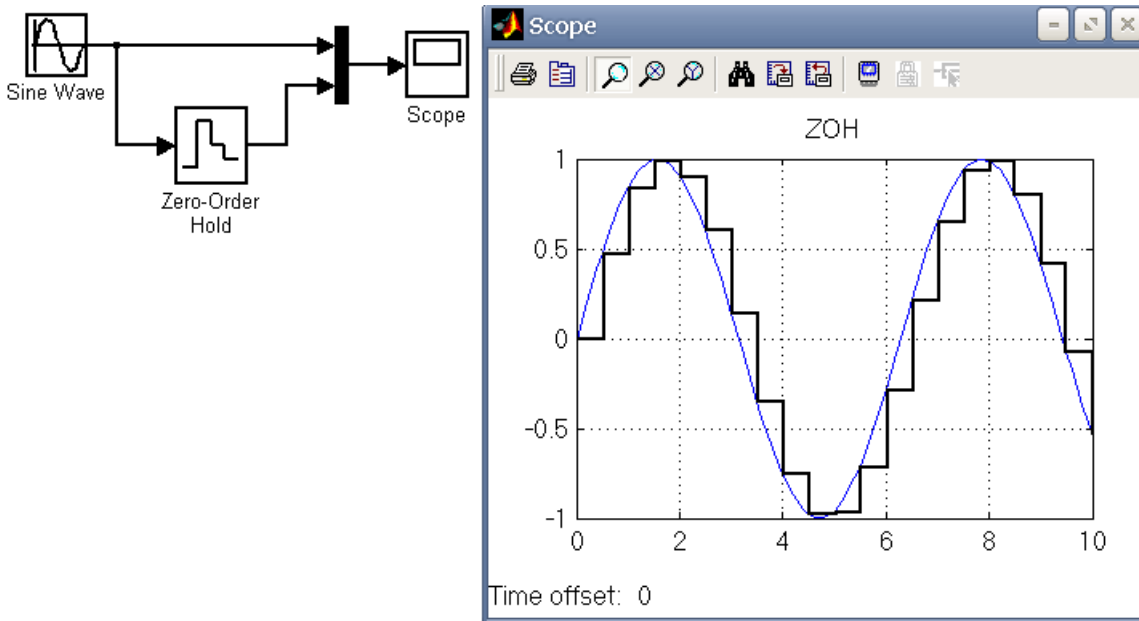 Sine Wave
Zero-Order
Hold
Scope
Scope
ZOH
1
0.5
0
-0.5
-1
0 2 4 6 8 10
Time offset: 0